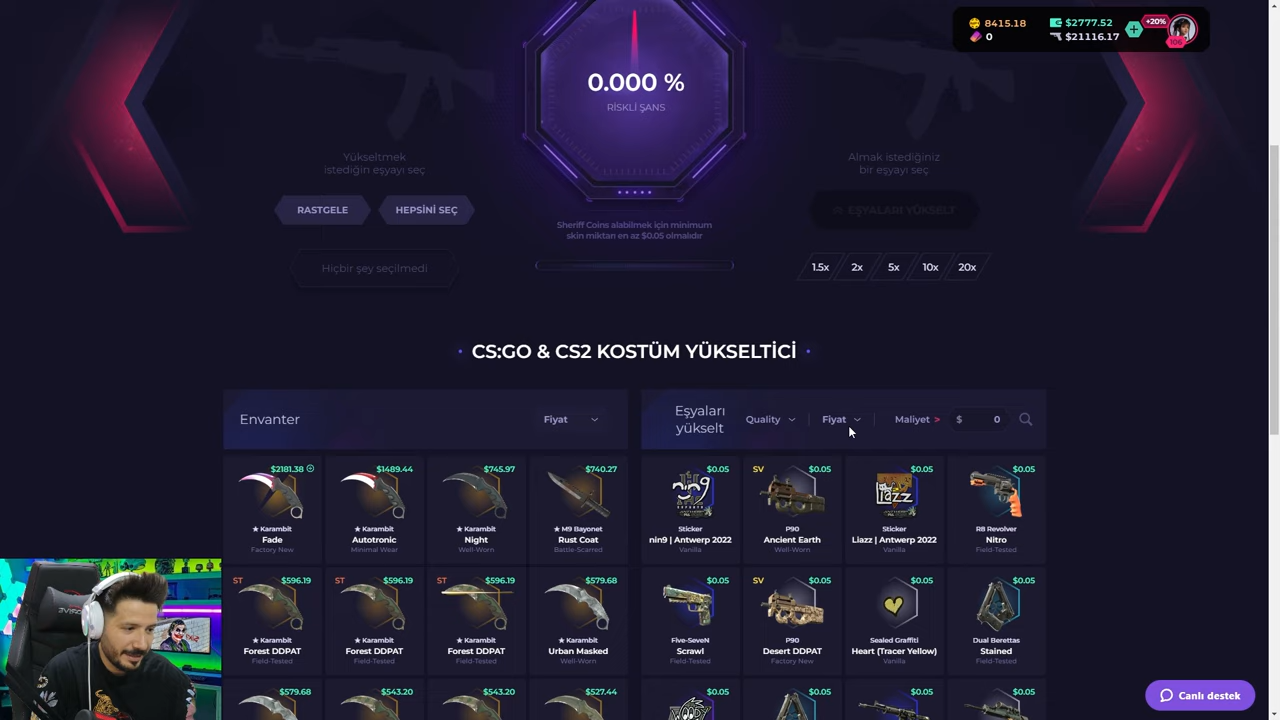 8415.18
0
$2777.52
$21116.17
+20%
106
0.000 %
RİSKLİ ŞANS
Yükseltmek
istediğin eşyayı seç
RASTGELE
HEPSİNİ SEÇ
Hiçbir şey seçilmedi
Sheriff Coins alabilmek için minimum
skin miktarı en az $0.05 olmalıdır
Almak istediğiniz
bir eşyayı seç
EŞYALARI YÜKSELT
1.5x
2x
5x
10x
20x
CS:GO & CS2 KOSTÜM YÜKSELTİCİ
Envanter
Fiyat
Eşyaları
yükselt
Quality
Fiyat
Maliyet >
$ 0
$2181.38
★ Karambit
Fade
Factory New
$1489.44
★ Karambit
Autotronic
Minimal Wear
$745.97
★ Karambit
Night
Well-Worn
$740.27
★ M9 Bayonet
Rust Coat
Battle-Scarred
$0.05
Sticker
nin9 | Antwerp 2022
Vanilla
SV
$0.05
P90
Ancient Earth
Well-Worn
$0.05
Sticker
Liazz | Antwerp 2022
Vanilla
$0.05
R8 Revolver
Nitro
Field-Tested
ST
$596.19
★ Karambit
Forest DDPAT
Field-Tested
ST
$596.19
★ Karambit
Forest DDPAT
Field-Tested
ST
$596.19
★ Karambit
Forest DDPAT
Field-Tested
$579.68
★ Karambit
Urban Masked
Well-Worn
$0.05
Five-SeveN
Scrawl
Field-Tested
SV
$0.05
P90
Desert DDPAT
Factory New
$0.05
Sealed Graffiti
Heart (Tracer Yellow)
Vanilla
$0.05
Dual Berettas
Stained
Field-Tested
$579.68
$543.20
$543.20
$527.44
$0.05
$0.05
$0.05
$0.05
Canlı destek